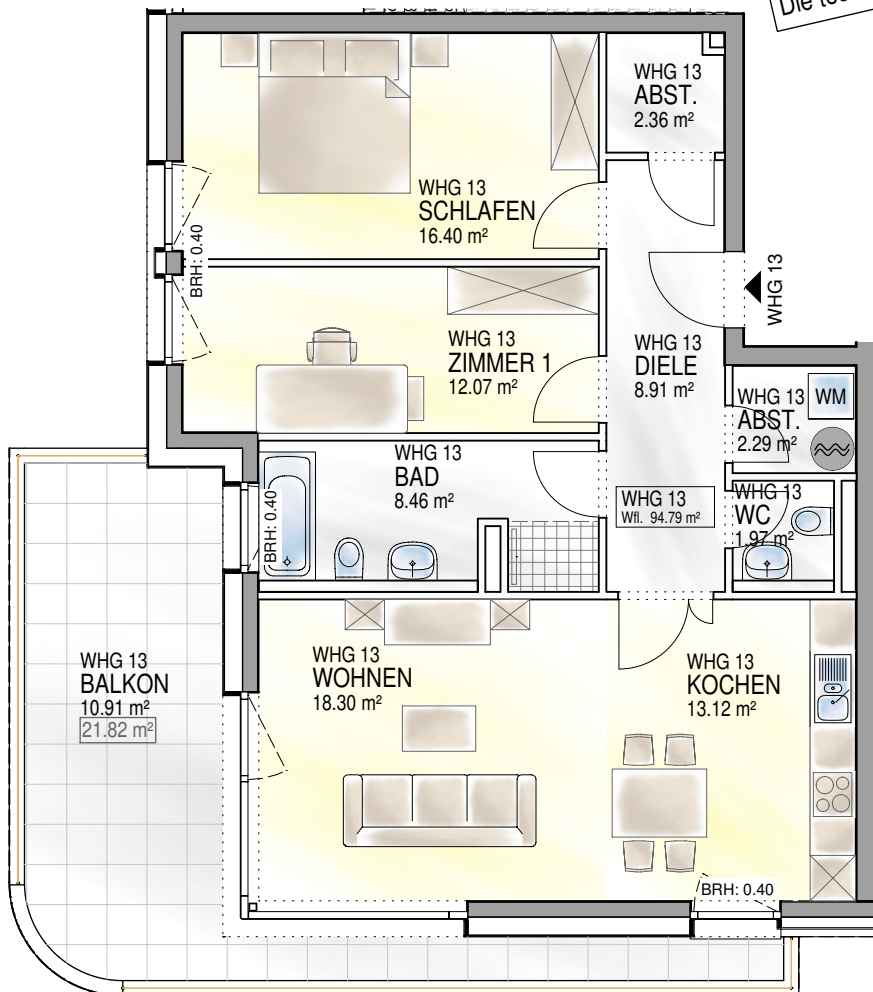 Die
WHG 13
ABST.
2.36 m²
WHG 13
SCHLAFEN
16.40 m²
BRH: 0.40
WHG 13
WHG 13
ZIMMER 1
12.07 m²
WHG 13
DIELE
8.91 m²
WHG 13
ABST.
2.29 m²
WM
WHG 13
BAD
8.46 m²
BRH: 0.40
WHG 13
Wfl. 94.79 m²
WHG 13
WC
1.97 m²
WHG 13
BALKON
10.91 m²
21.82 m²
WHG 13
WOHNEN
18.30 m²
WHG 13
KOCHEN
13.12 m²
BRH: 0.40